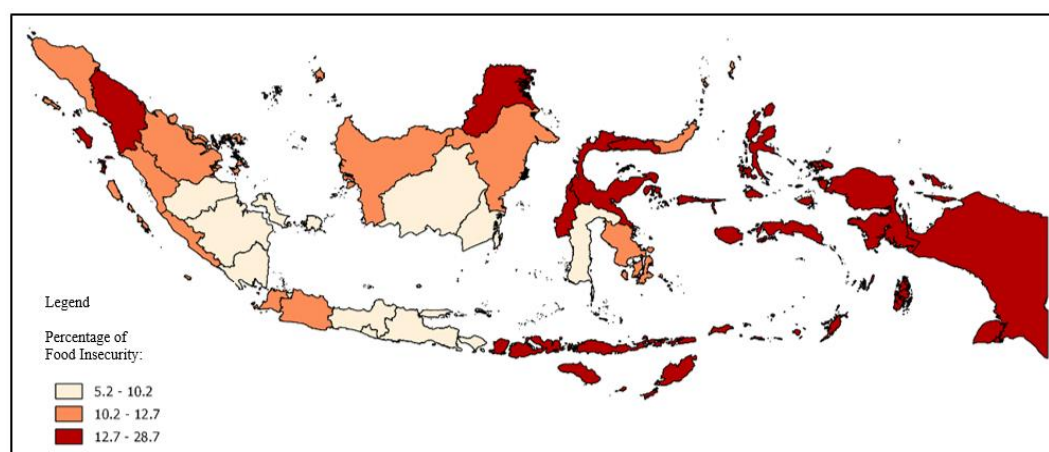 Legend
Percentage of
Food Insecurity:
5.2 - 10.2
10.2 - 12.7
12.7 - 28.7